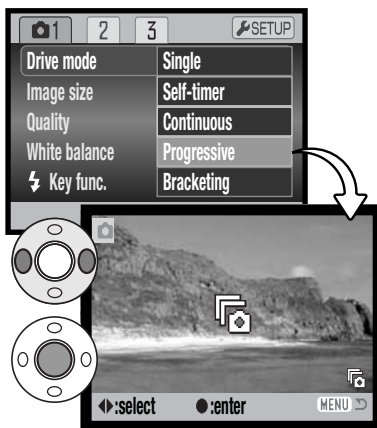 1 2 3 SETUP
Drive mode Single
Image size Self-timer
Quality Continuous
White balance Progressive
Key func. Bracketing
:select :enter MENU